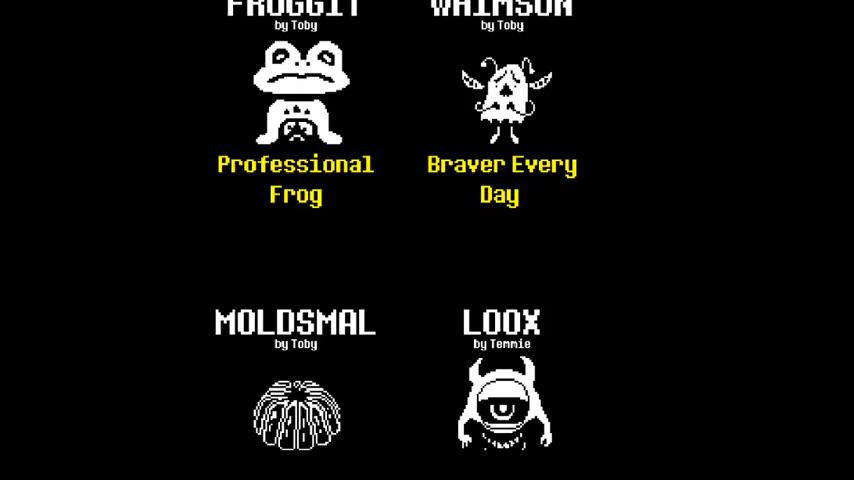 FROGGIT
by Toby
Professional
Frog
WHIMSUN
by Toby
Braver Every
Day
MOLDSMAL
by Toby
LOOX
by Temmie